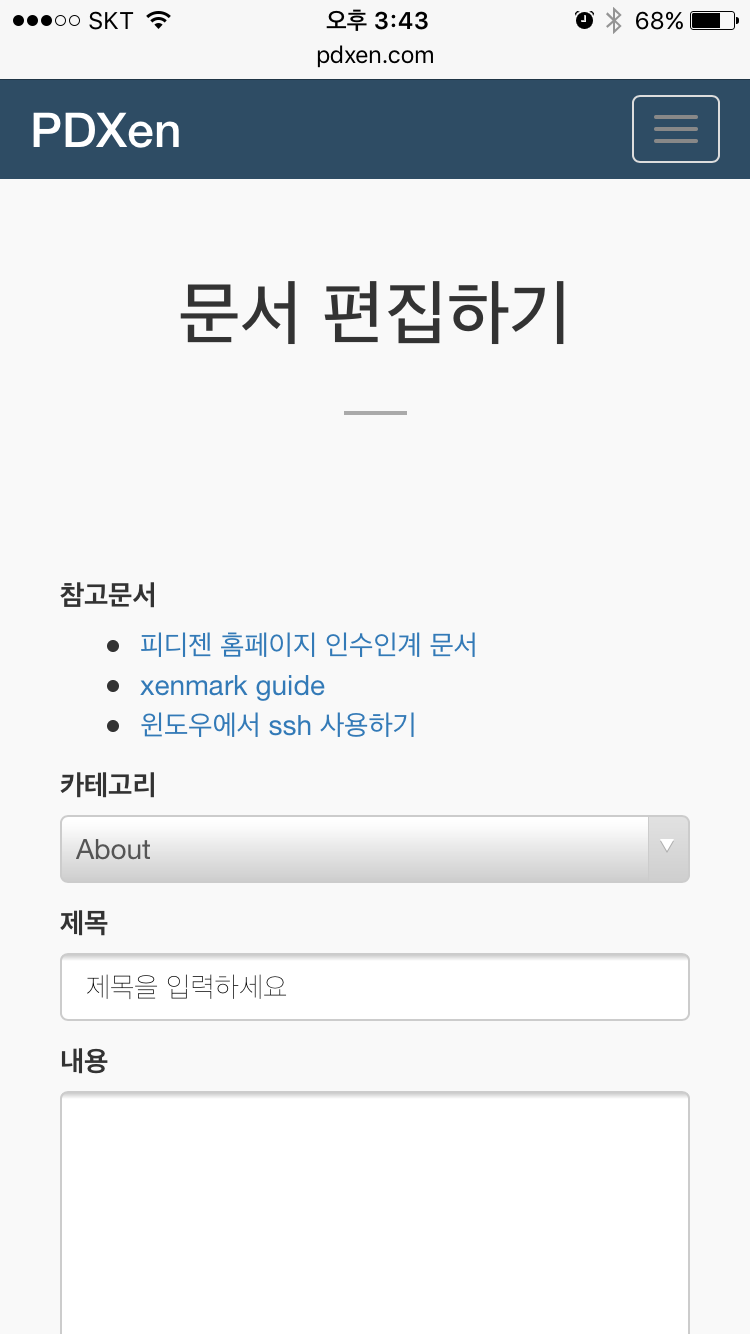 SKT 오후 3:43 68%
pdxen.com
PDXen
문서 편집하기
참고문서
피디젠 홈페이지 인수인계 문서
xenmark guide
윈도우에서 ssh 사용하기
카테고리
About
제목
제목을 입력하세요
내용